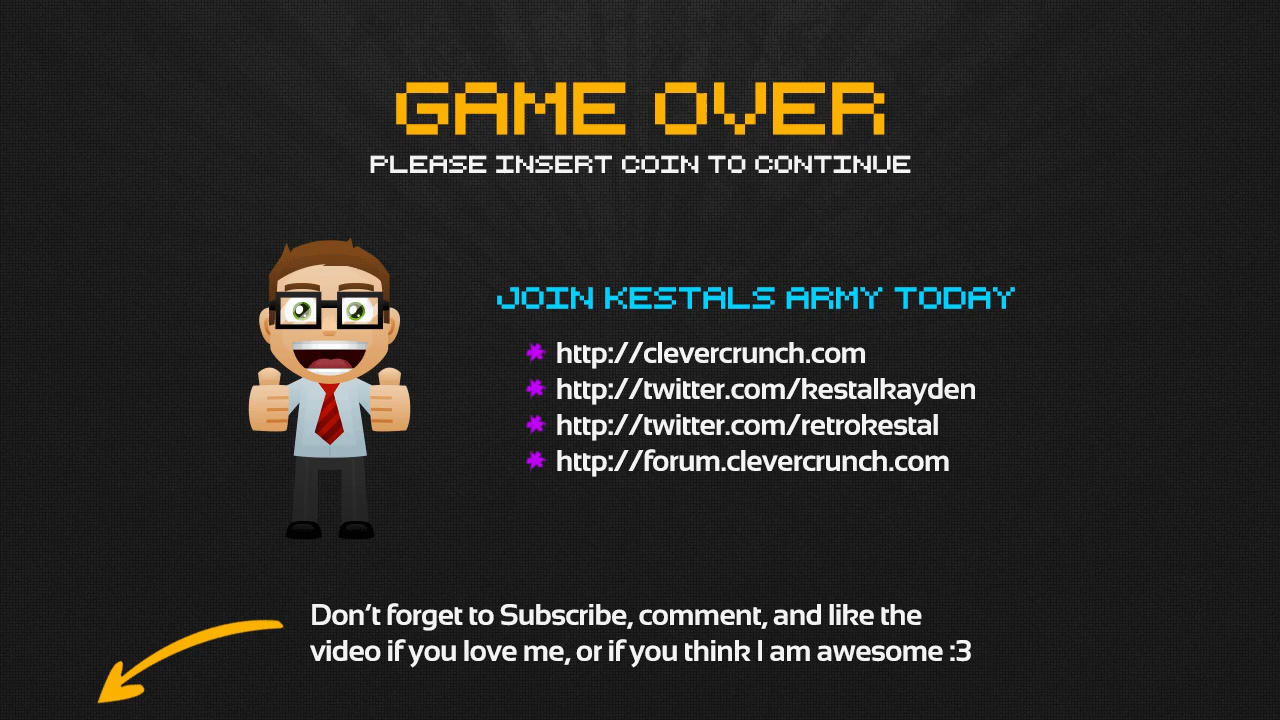 GAME OVER
PLEASE INSERT COIN TO CONTINUE
JOIN KESTALS ARMY TODAY
http://clevercrunch.com
http://twitter.com/kestalkayden
http://twitter.com/retrokestal
http://forum.clevercrunch.com
Don't forget to Subscribe, comment, and like the
video if you love me, or if you think I am awesome :3